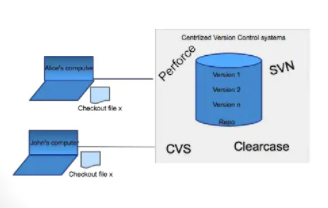 Centrlized Version Control systems
Alice's computer
Checkout file x
Perforce
SVN
Version 1
Version 2
Version n
Repo
John's computer
Checkout file x
CVS
Clearcase